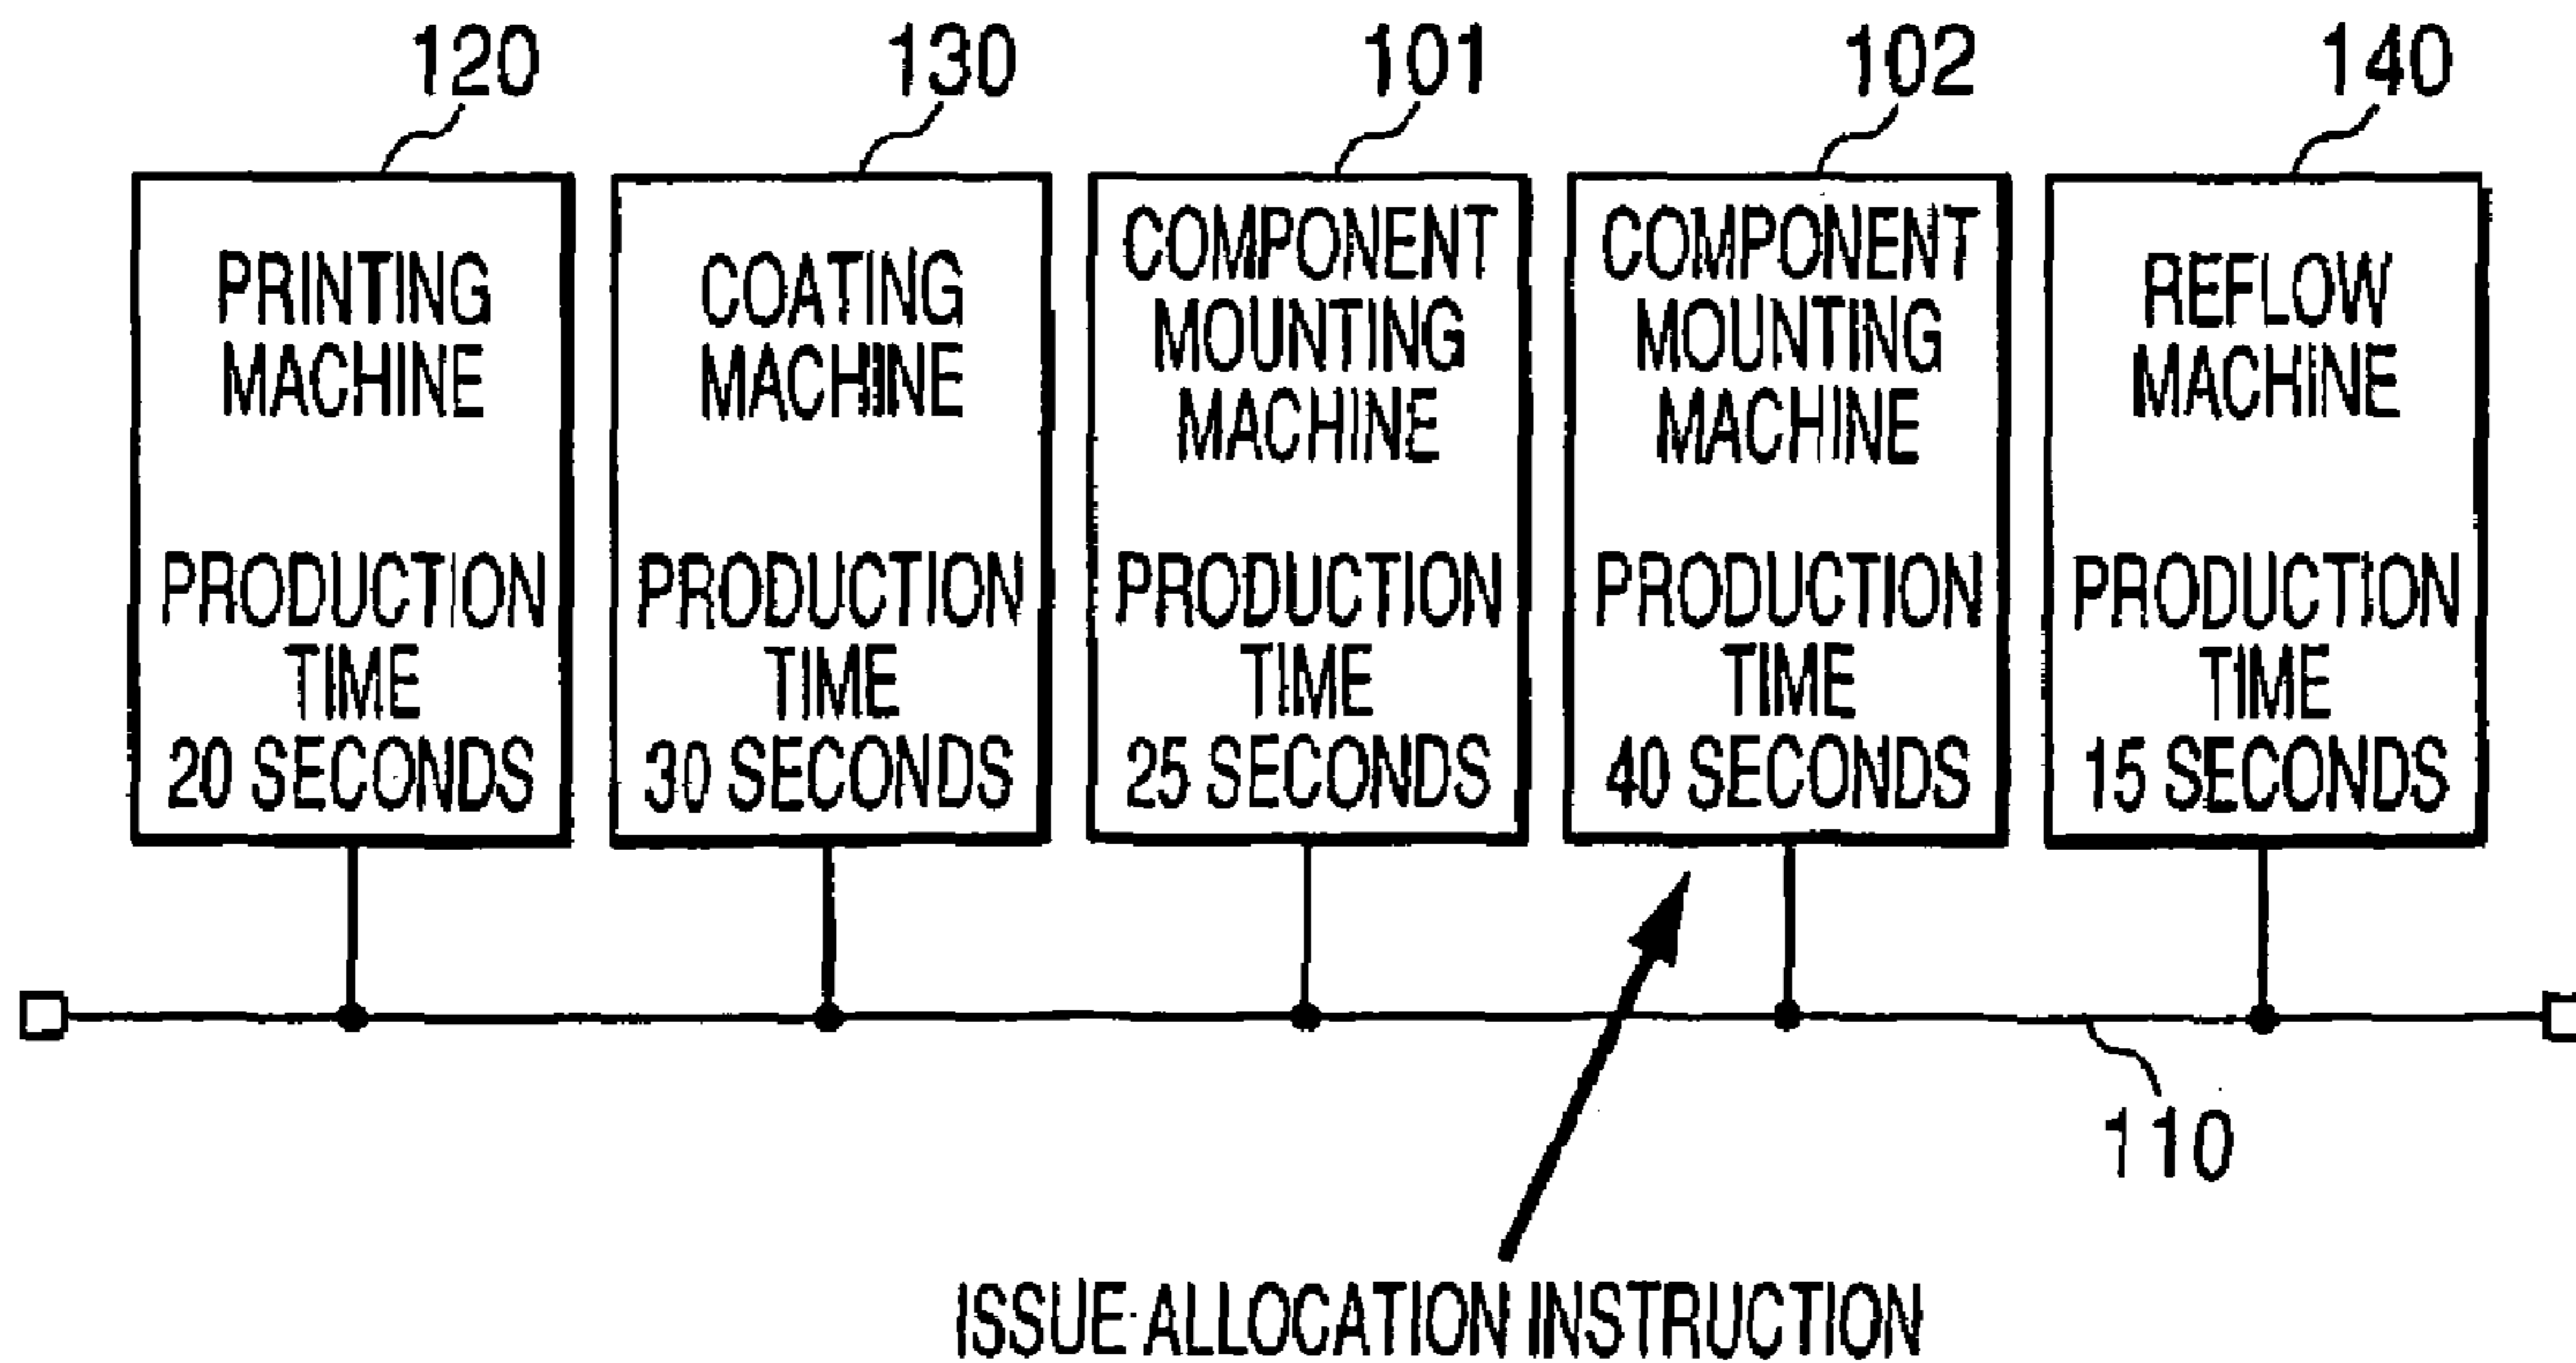 120
130
101
102
140
PRINTING
MACHINE
PRODUCTION
TIME
20 SECONDS
COATING
MACHINE
PRODUCTION
TIME
30 SECONDS
COMPONENT
MOUNTING
MACHINE
PRODUCTION
TIME
25 SECONDS
COMPONENT
MOUNTING
MACHINE
PRODUCTION
TIME
40 SECONDS
REFLOW
MACHINE
PRODUCTION
TIME
15 SECONDS
110
ISSUE ALLOCATION INSTRUCTION